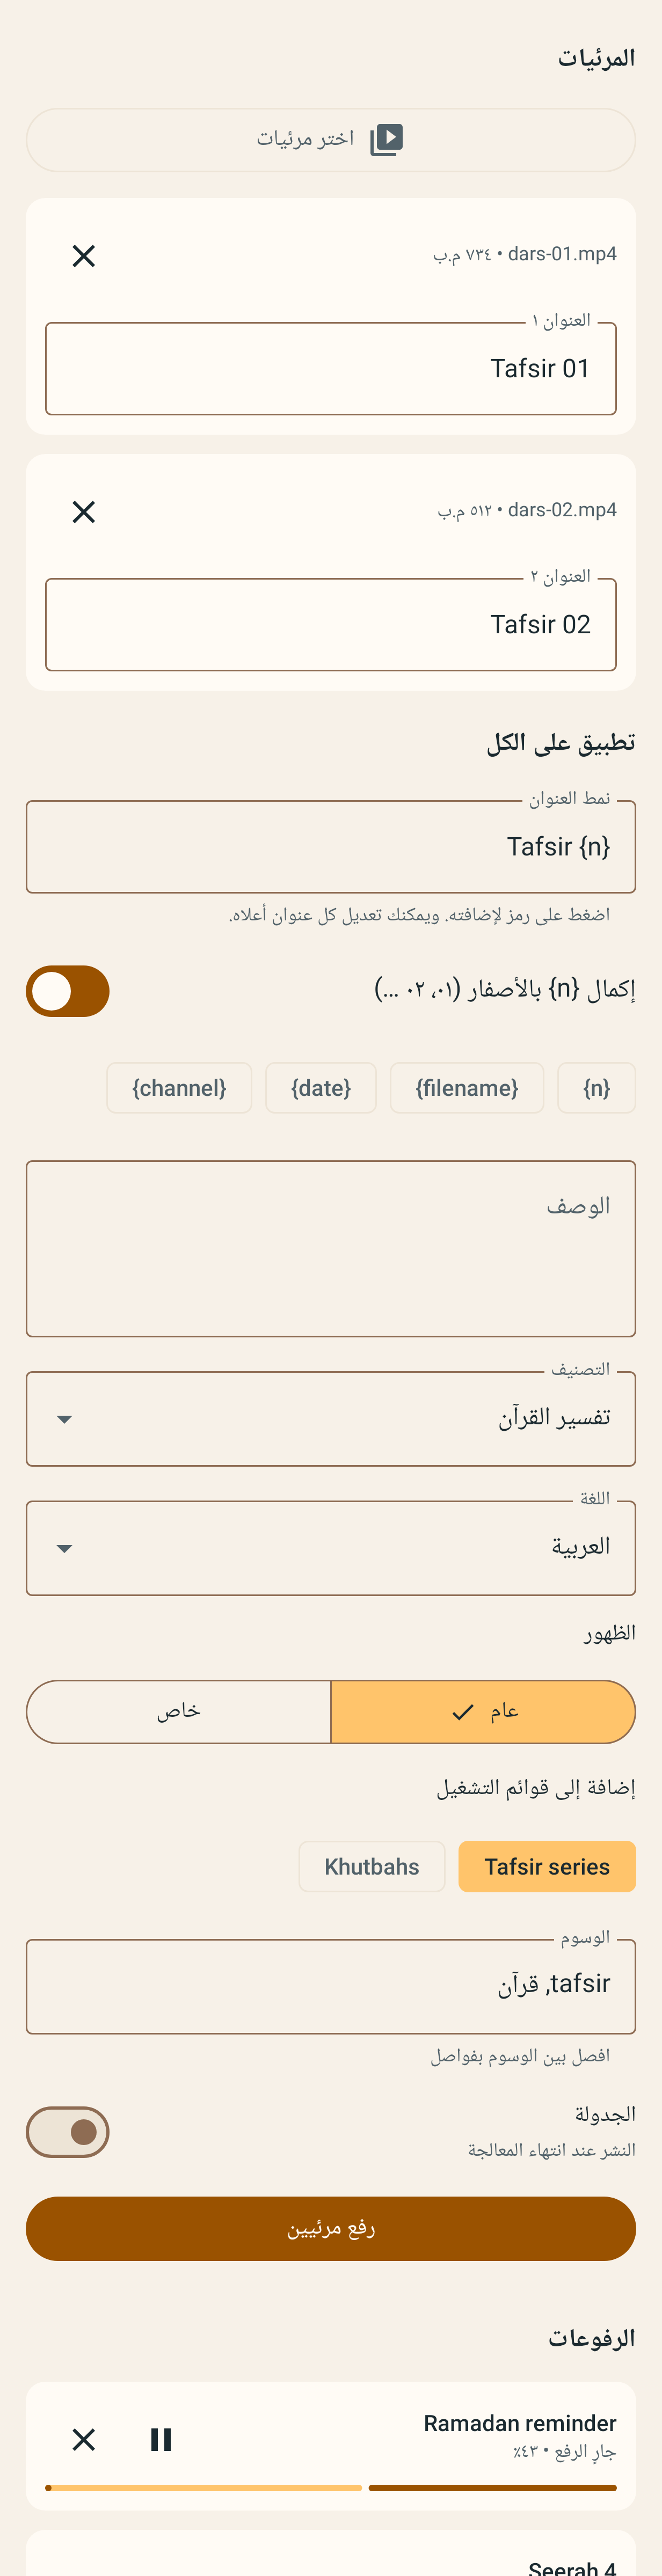 المرئيات
اختر مرئيات
dars-01.mp4 • ٧٣٤ م.ب
العنوان ١
Tafsir 01
dars-02.mp4 • ٥١٢ م.ب
العنوان ٢
Tafsir 02
تطبيق على الكل
نمط العنوان
Tafsir {n}
اضغط على رمز لإضافته. ويمكنك تعديل كل عنوان أعلاه.
إكمال {n} بالأصفار (٠١، ٠٢ ...)
{n} {filename} {date} {channel}
الوصف
التصنيف
تفسير القرآن
اللغة
العربية
الظهور
عام خاص
إضافة إلى قوائم التشغيل
Tafsir series Khutbahs
الوسوم
tafsir, قرآن
افصل بين الوسوم بفواصل
الجدولة
النشر عند انتهاء المعالجة
رفع مرئيين
الرفوعات
Ramadan reminder
جارٍ الرفع • ٤٣٪
Seerah 4